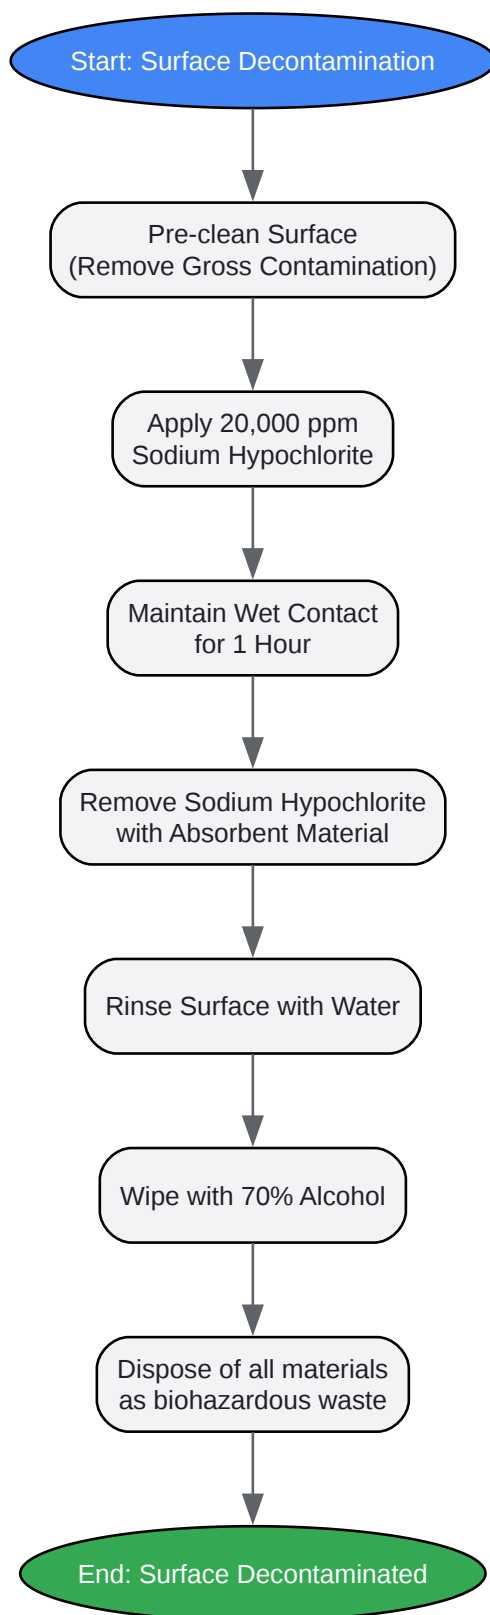 Start: Surface Decontamination
Pre-clean Surface
(Remove Gross Contamination)
Apply 20,000 ppm
Sodium Hypochlorite
Maintain Wet Contact
for 1 Hour
Remove Sodium Hypochlorite
with Absorbent Material
Rinse Surface with Water
Wipe with 70% Alcohol
Dispose of all materials
as biohazardous waste
End: Surface Decontaminated